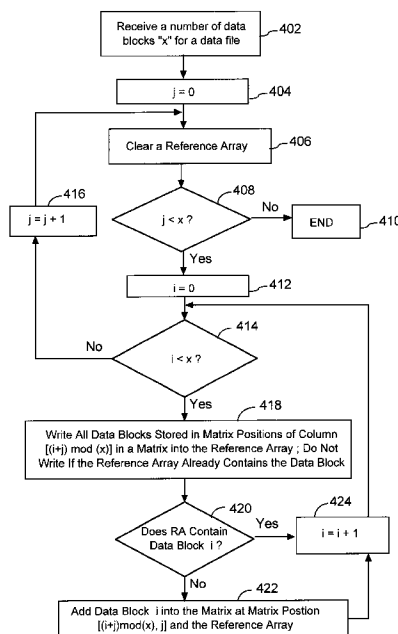 Receive a number of data
blocks "x" for a data file
402
j = 0
404
Clear a Reference Array
406
416
j = j + 1
408
j < x ?
No
END
410
Yes
i = 0
412
414
i < x ?
No
Yes
418
Write All Data Blocks Stored in Matrix Positions of Column
[(i+j) mod (x)] in a Matrix into the Reference Array ; Do Not
Write If the Reference Array Already Contains the Data Block
420
Does RA Contain
Data Block i ?
Yes
424
i = i + 1
No
422
Add Data Block i into the Matrix at Matrix Postion
[(i+j)mod(x), j] and the Reference Array